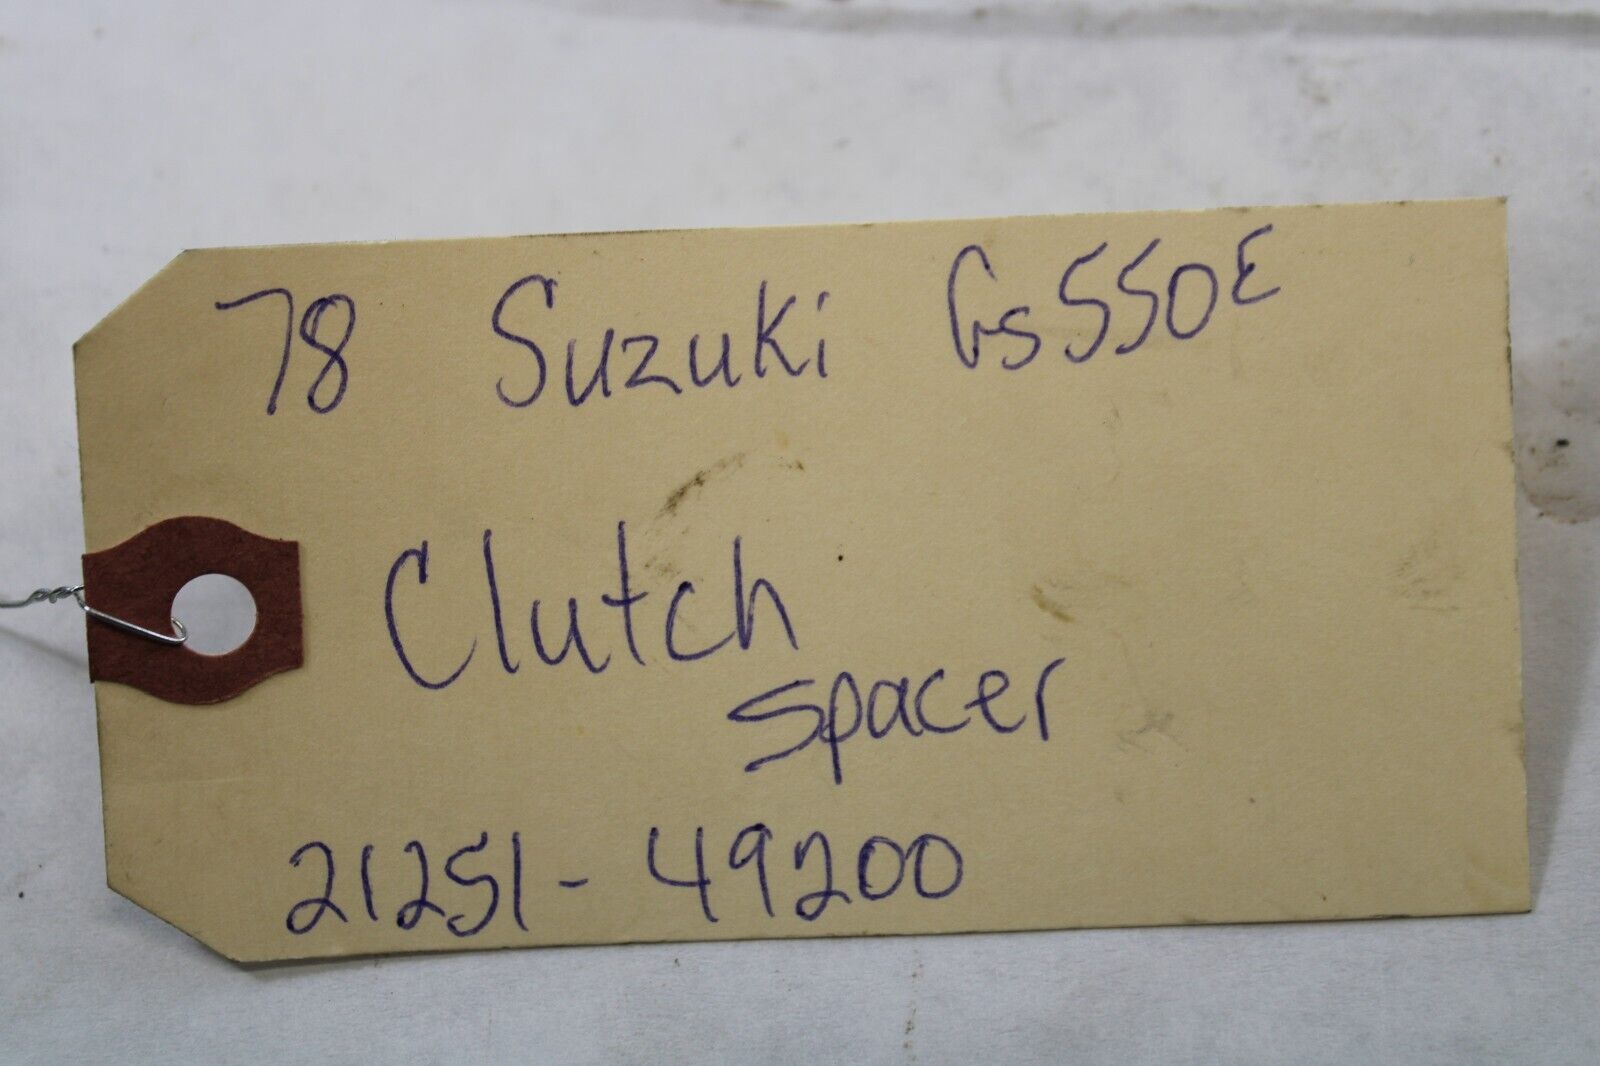 78 Suzuki Gs550E
Clutch
spacer
21251-49200